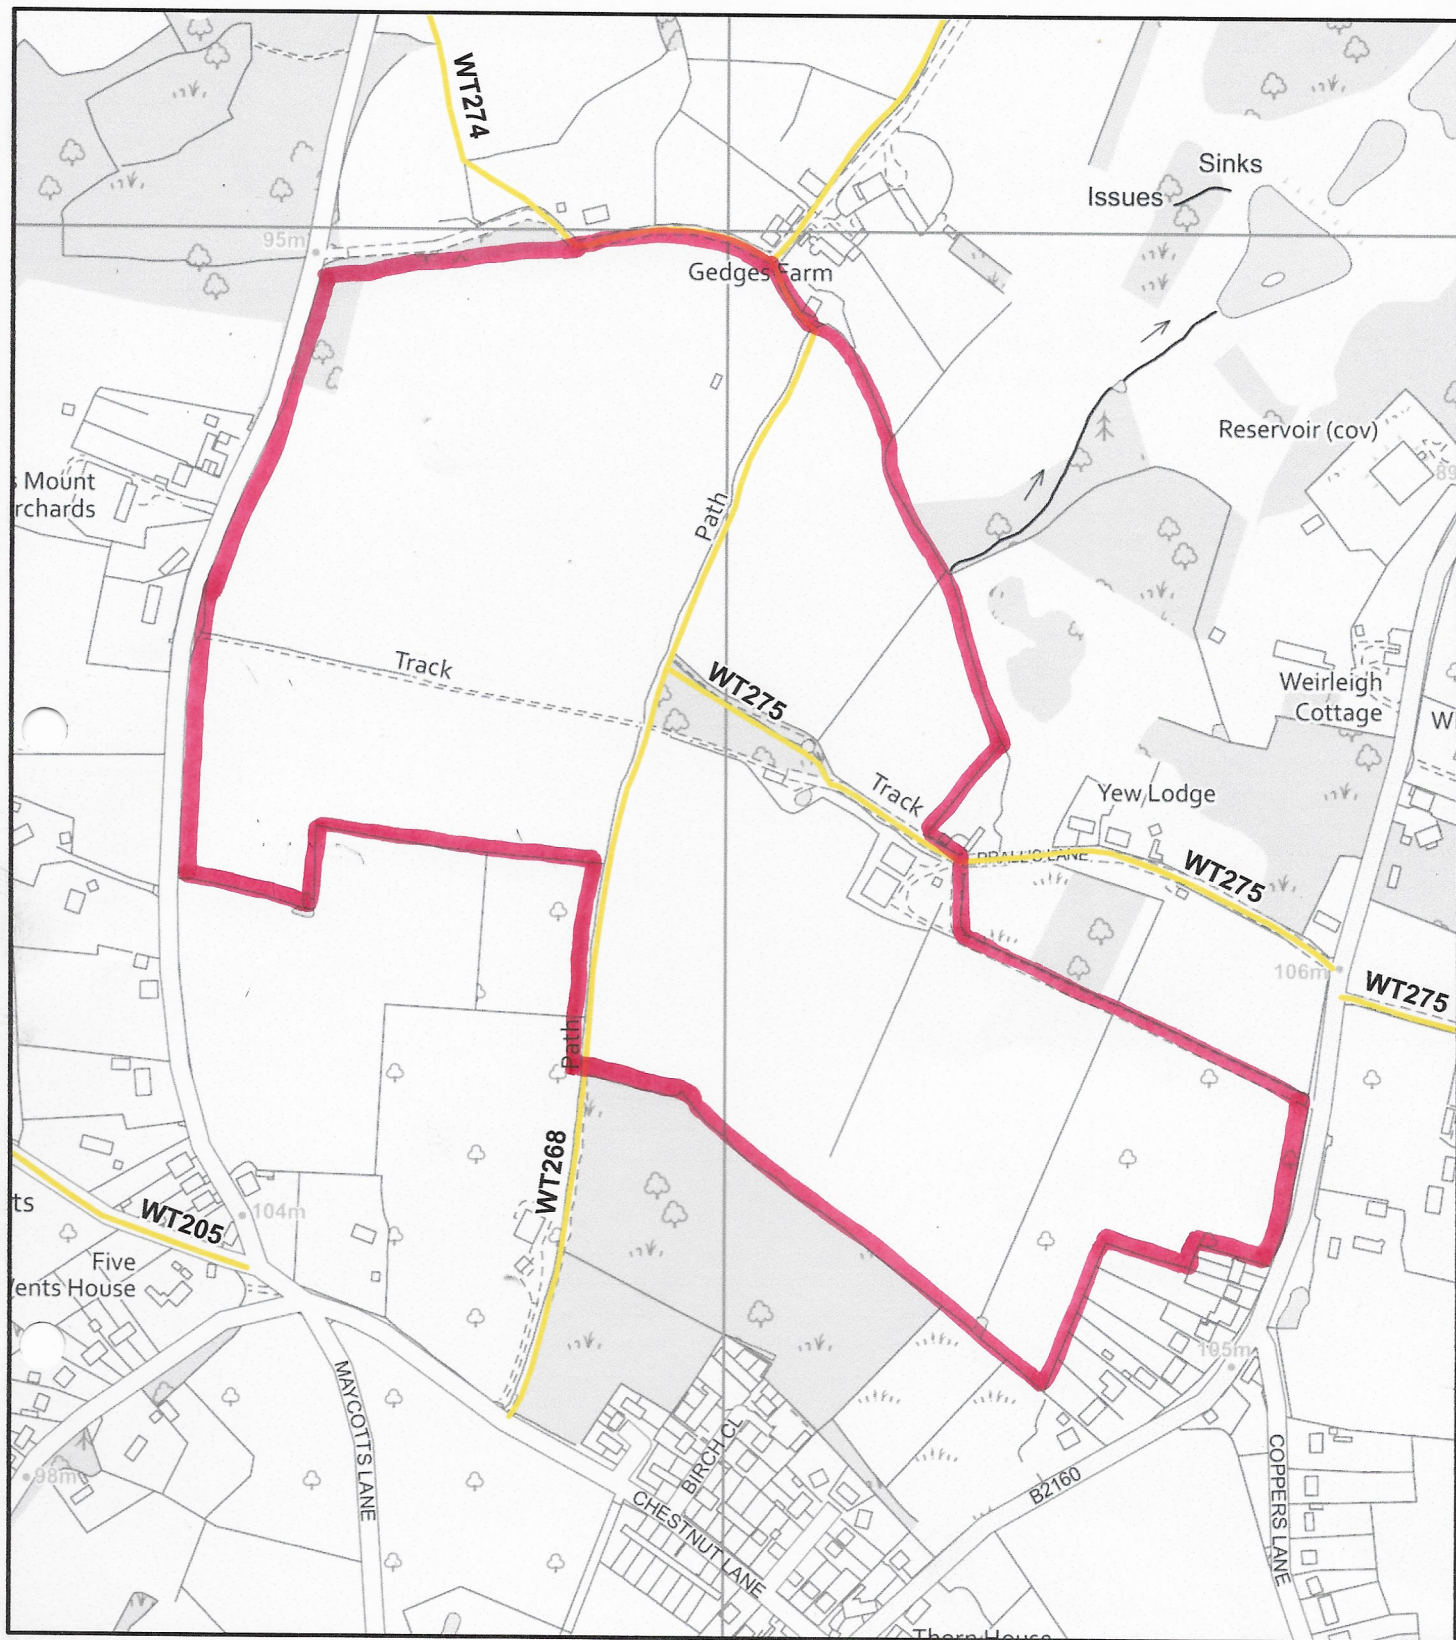 WT274
Sinks
Issues
95m
Gedges Farm
Reservoir (cov)
s Mount
rchards
89
Path
Track
WT275
Weirleigh
Cottage
W
Track
Yew Lodge
WT275
106m
WT275
Path
WT268
ts
WT205
104m
Five
ents House
105m
MAYCOTTS LANE
98m
BIRCH CL
CHESTNUT LANE
B2160
COPPERS LANE